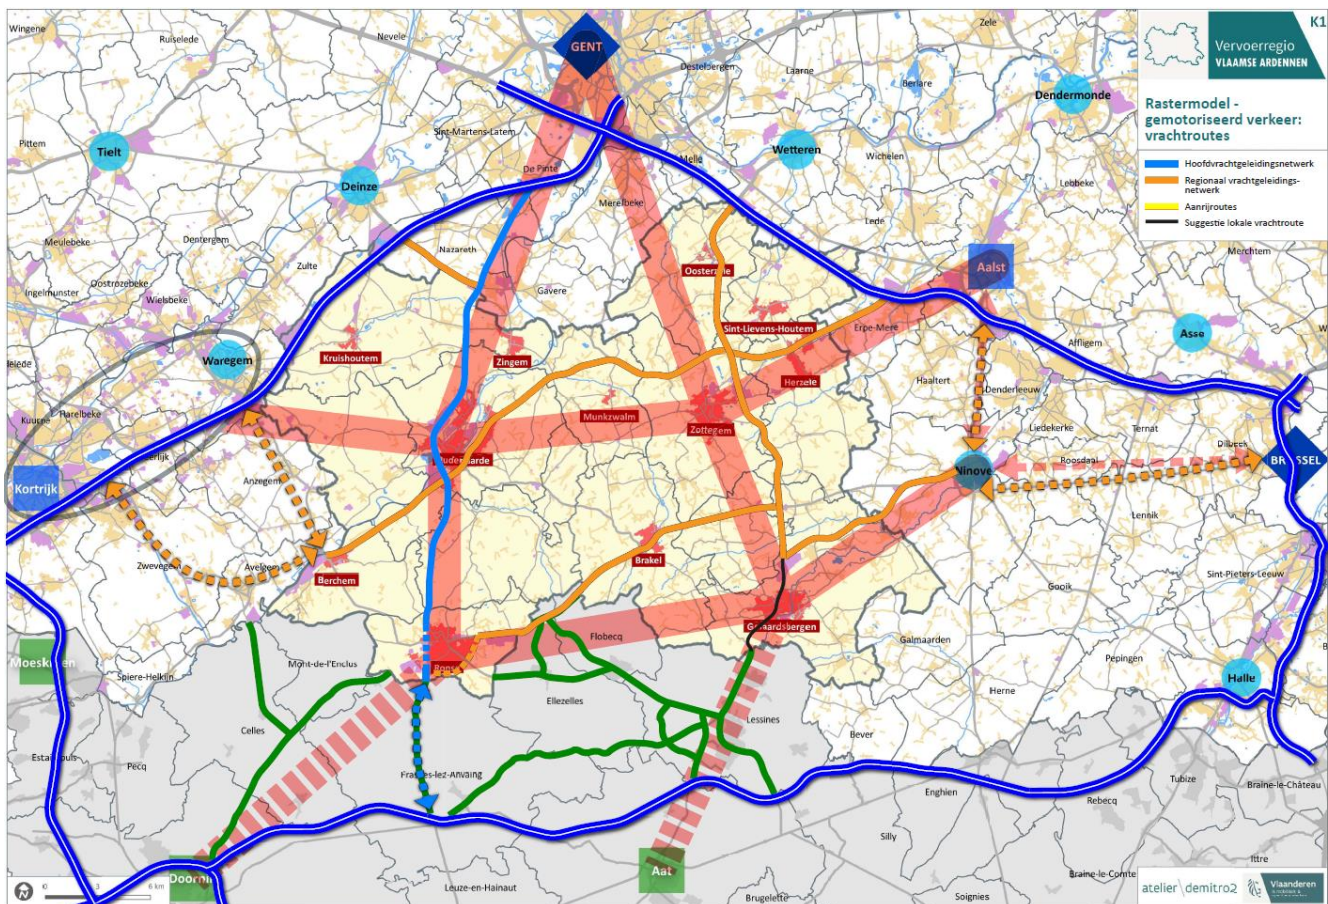 K1
Vervoerregio
VLAAMSE ARDENNEN
Rastermodel -
gemotoriseerd verkeer:
vrachtroutes
Hoofdvrachtgeleidingsnetwerk
Regionaal vrachtgeleidings-
netwerk
Aanrijroutes
Suggestie lokale vrachtroute
Wingene
Ruiselede
Nevele
GENT
Destelbergen
Laarne
Zele
Berlare
Dendermonde
Pittem
Tielt
Sint-Martens-Latem
Melle
Wetteren
Wichelen
Deinze
De Pinte
Merelbeke
Lebbeke
Meulebeke
Dentergem
Nazareth
Lede
Merchtem
Zulte
Oosterzele
Aalst
Ingelmunster
Oostrozebeke
Wielsbeke
Gavere
Sint-Lievens-Houtem
Erpe-Mere
Affligem
Asse
Waregem
Kruishoutem
Zingem
Haaltert
Denderleeuw
Herzele
Kuurne
Harelbeke
Munkzwalm
Zottegem
Liedekerke
Ternat
Dilbeek
Roosdaal
Ninove
Kortrijk
Anzegem
Lennik
Zwevegem
Avelgem
Berchem
Brakel
Gooik
Sint-Pieters-Leeuw
Flobecq
Galmaarden
Pepingen
Mont-de-l'Enclus
Spiere-Helkijn
Halle
Herne
Ellezelles
Lessines
Celles
Bever
Pecq
Tubize
Enghien
Rebecq
Braine-le-Château
Silly
Ittre
Aat
Leuze-en-Hainaut
Brugelette
Soignies
Braine-le-Comte
0
3
6 km
atelier\demitro2
Vlaanderen